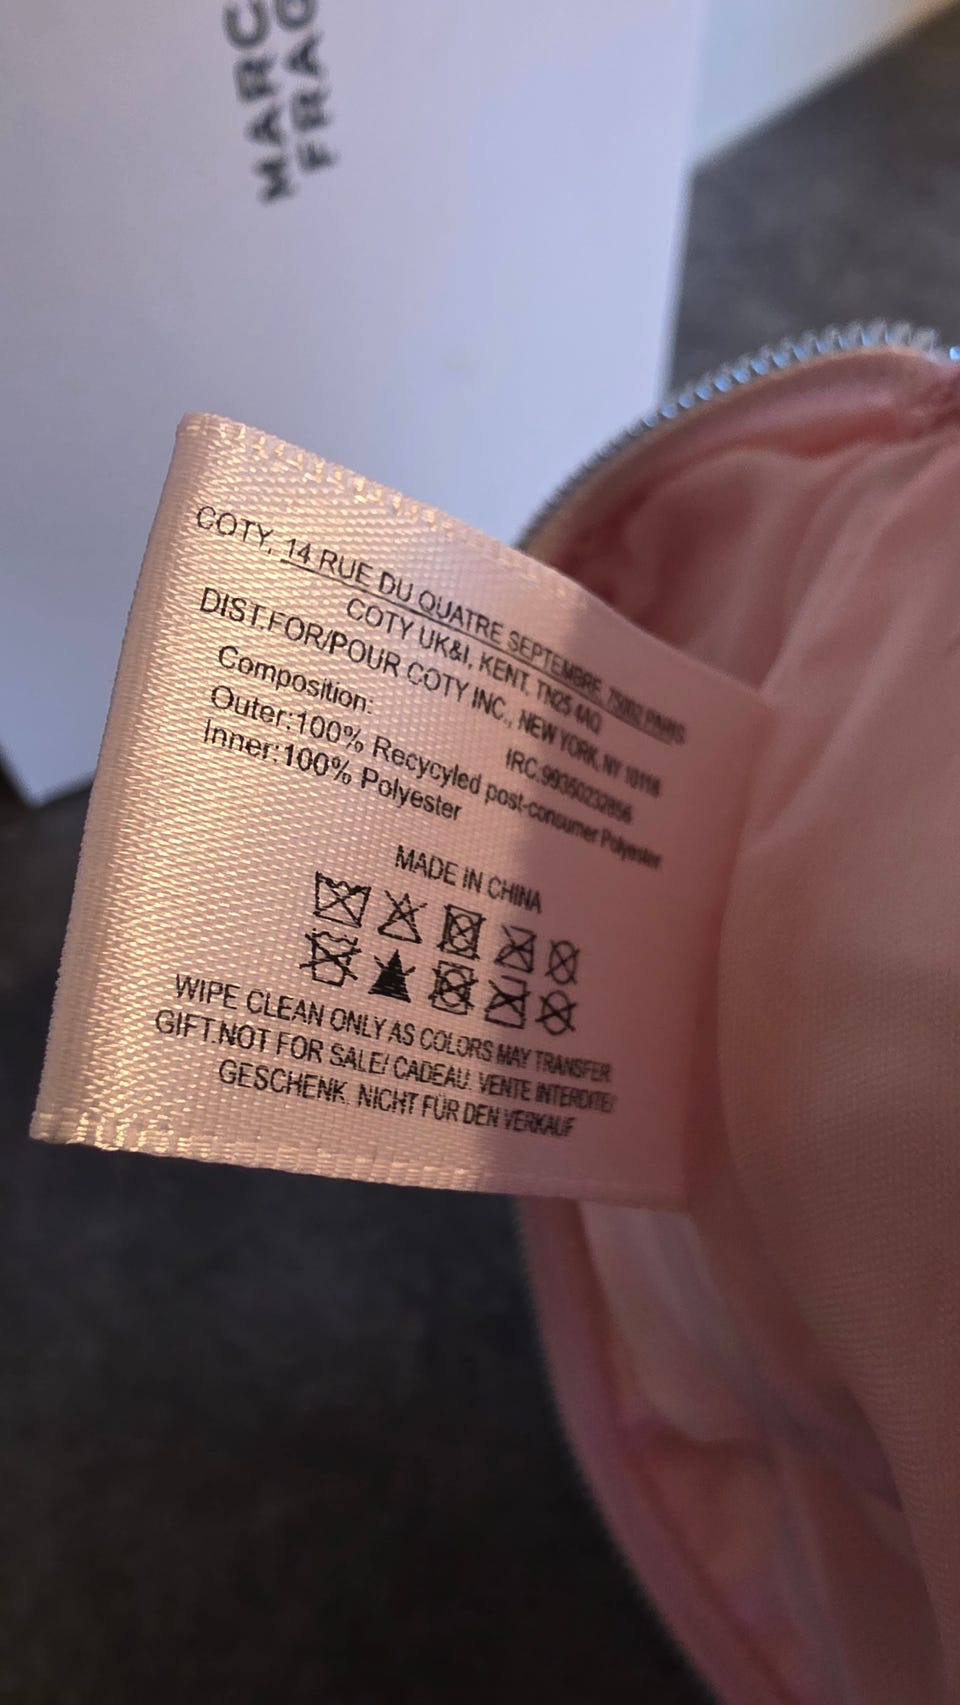 MARC
FRAG
COTY, 14 RUE DU QUATRE SEPTEMBRE 75002 PARIS
COTY UK&I, KENT, TN25 4AQ
DIST.FOR/POUR COTY INC., NEW YORK, NY 10118
IRC:99350232856
Composition:
Outer:100% Recycyled post-consumer Polyester
Inner:100% Polyester
MADE IN CHINA
WIPE CLEAN ONLY AS COLORS MAY TRANSFER.
GIFT.NOT FOR SALE/ CADEAU. VENTE INTERDITE/
GESCHENK. NICHT FÜR DEN VERKAUF